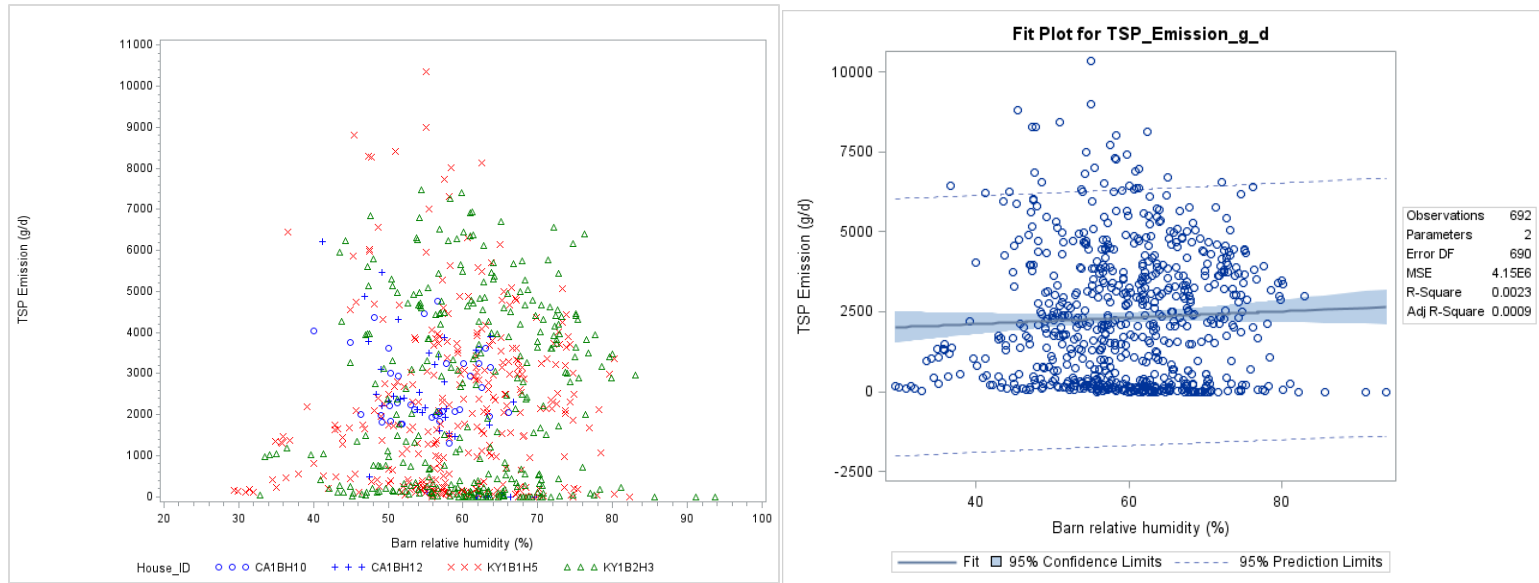 11000
10000
9000
8000
7000
6000
5000
4000
3000
2000
1000
0
TSP Emission (g/d)
20 30 40 50 60 70 80 90 100
Barn relative humidity (%)
House_ID CA1BH10 CA1BH12 KY1B1H5 KY1B2H3
Fit Plot for TSP_Emission_g_d
10000
7500
5000
2500
0
-2500
TSP Emission (g/d)
40 60 80
Barn relative humidity (%)
Fit 95% Confidence Limits 95% Prediction Limits
Observations 692
Parameters 2
Error DF 690
MSE 4.15E6
R-Square 0.0023
Adj R-Square 0.0009